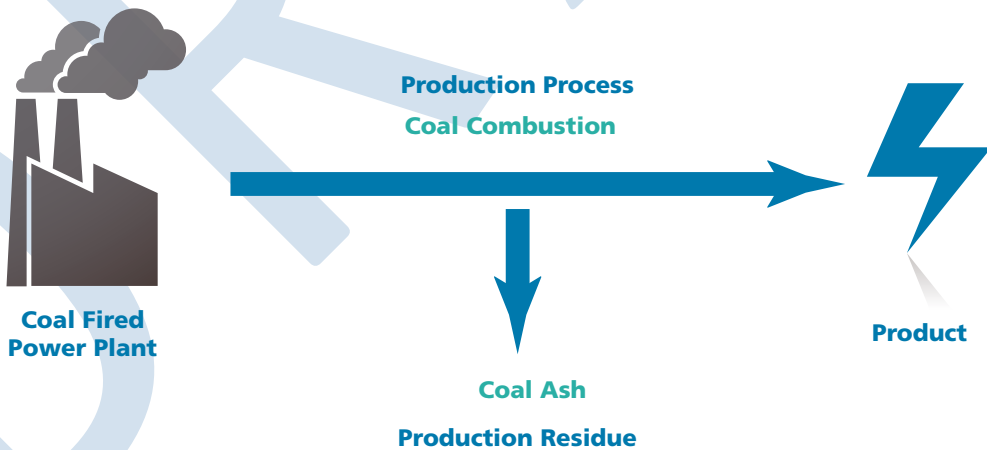 Production Process
Coal Combustion
Coal Fired
Power Plant
Product
Coal Ash
Production Residue